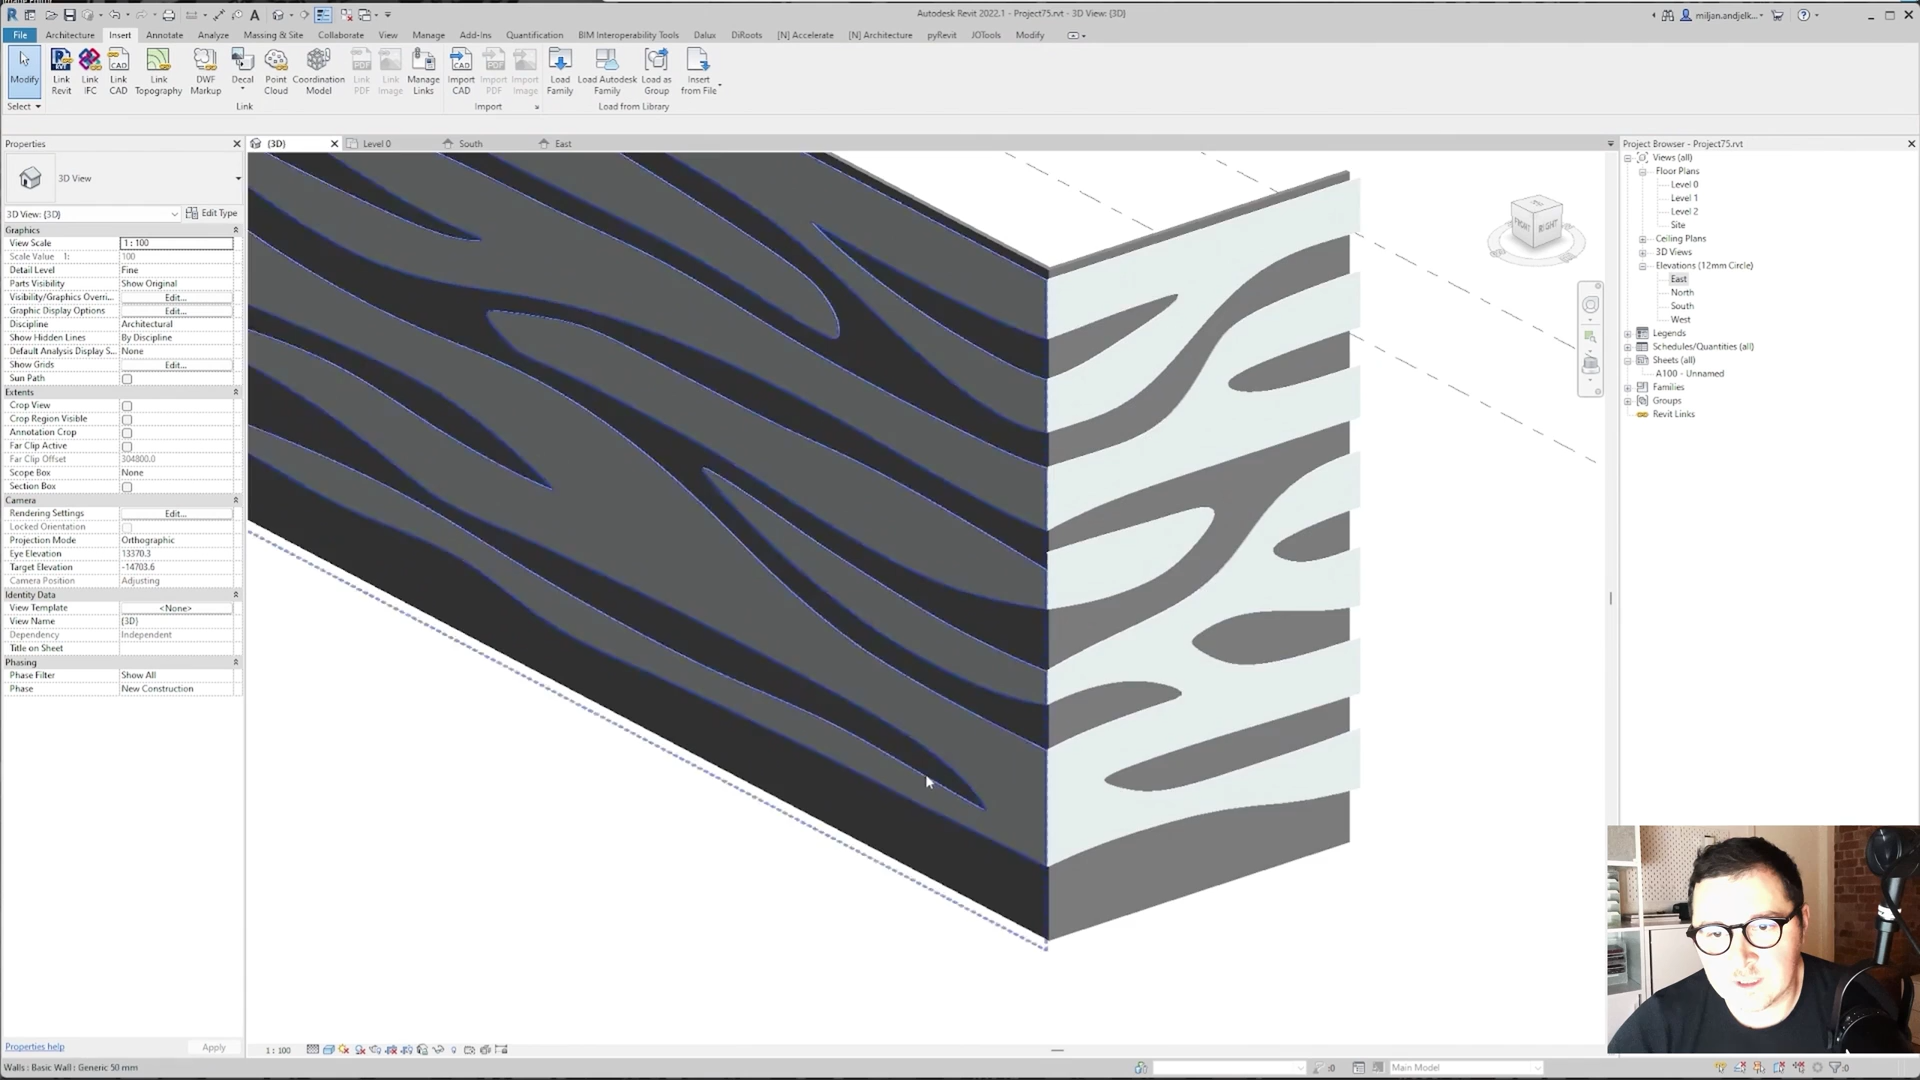 Autodesk Revit 2022.1 - Project75.rvt - 3D View: {3D}
miljan.andjelk...
File Architecture Insert Annotate Analyze Massing & Site Collaborate View Manage Add-Ins Quantification BIM Interoperability Tools Dalux DiRoots [N] Accelerate [N] Architecture pyRevit JOTools Modify
Modify
Link Revit
Link IFC
Link CAD
Link Topography
DWF Markup
Decal
Point Cloud
Coordination Model
Link PDF
Link Image
Manage Links
Import CAD
Import PDF
Import Image
Load Family
Load Autodesk Family
Load as Group
Insert from File
Select
Link
Import
Load from Library
Properties
{3D}
Level 0
South
East
Project Browser - Project75.rvt
3D View
3D View: {3D}
Edit Type
Graphics
View Scale 1 : 100
Scale Value 1: 100
Detail Level Fine
Parts Visibility Show Original
Visibility/Graphics Overri... Edit...
Graphic Display Options Edit...
Discipline Architectural
Show Hidden Lines By Discipline
Default Analysis Display S... None
Show Grids Edit...
Sun Path
Extents
Crop View
Crop Region Visible
Annotation Crop
Far Clip Active
Far Clip Offset 304800.0
Scope Box None
Section Box
Camera
Rendering Settings Edit...
Locked Orientation
Projection Mode Orthographic
Eye Elevation 13370.3
Target Elevation -14703.6
Camera Position Adjusting
Identity Data
View Template <None>
View Name {3D}
Dependency Independent
Title on Sheet
Phasing
Phase Filter Show All
Phase New Construction
FRONT
RIGHT
Views (all)
Floor Plans
Level 0
Level 1
Level 2
Site
Ceiling Plans
3D Views
Elevations (12mm Circle)
East
North
South
West
Legends
Schedules/Quantities (all)
Sheets (all)
A100 - Unnamed
Families
Groups
Revit Links
Properties help
Apply
1 : 100
Walls : Basic Wall : Generic 50 mm
:0
Main Model
:0